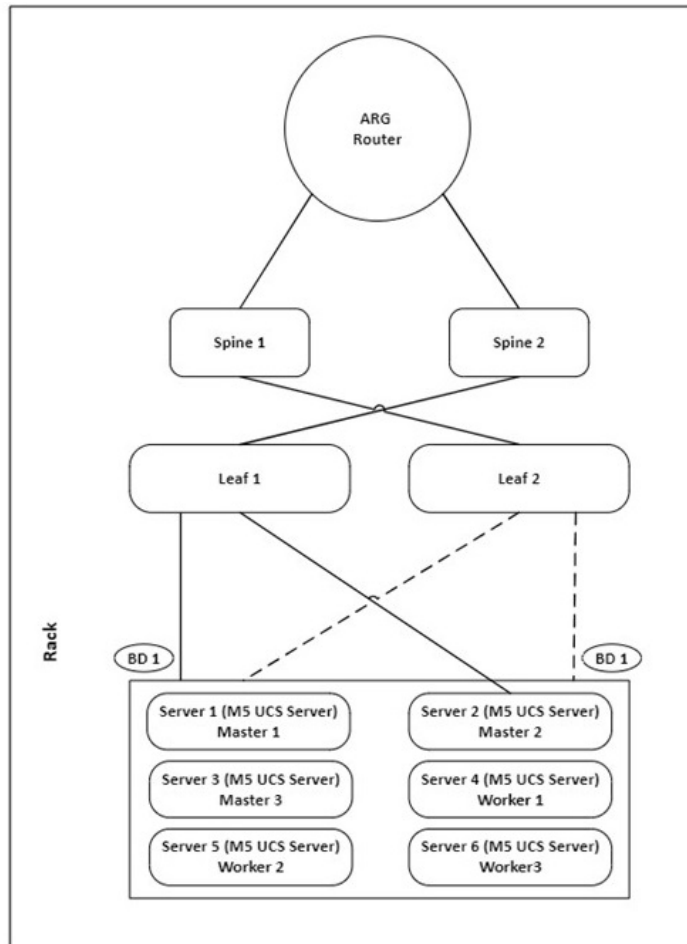 ARG
Router
Spine 1
Spine 2
Leaf 1
Leaf 2
Rack
BD 1
BD 1
Server 1 (M5 UCS Server)
Master 1
Server 2 (M5 UCS Server)
Master 2
Server 3 (M5 UCS Server)
Master 3
Server 4 (M5 UCS Server)
Worker 1
Server 5 (M5 UCS Server)
Worker 2
Server 6 (M5 UCS Server)
Worker3